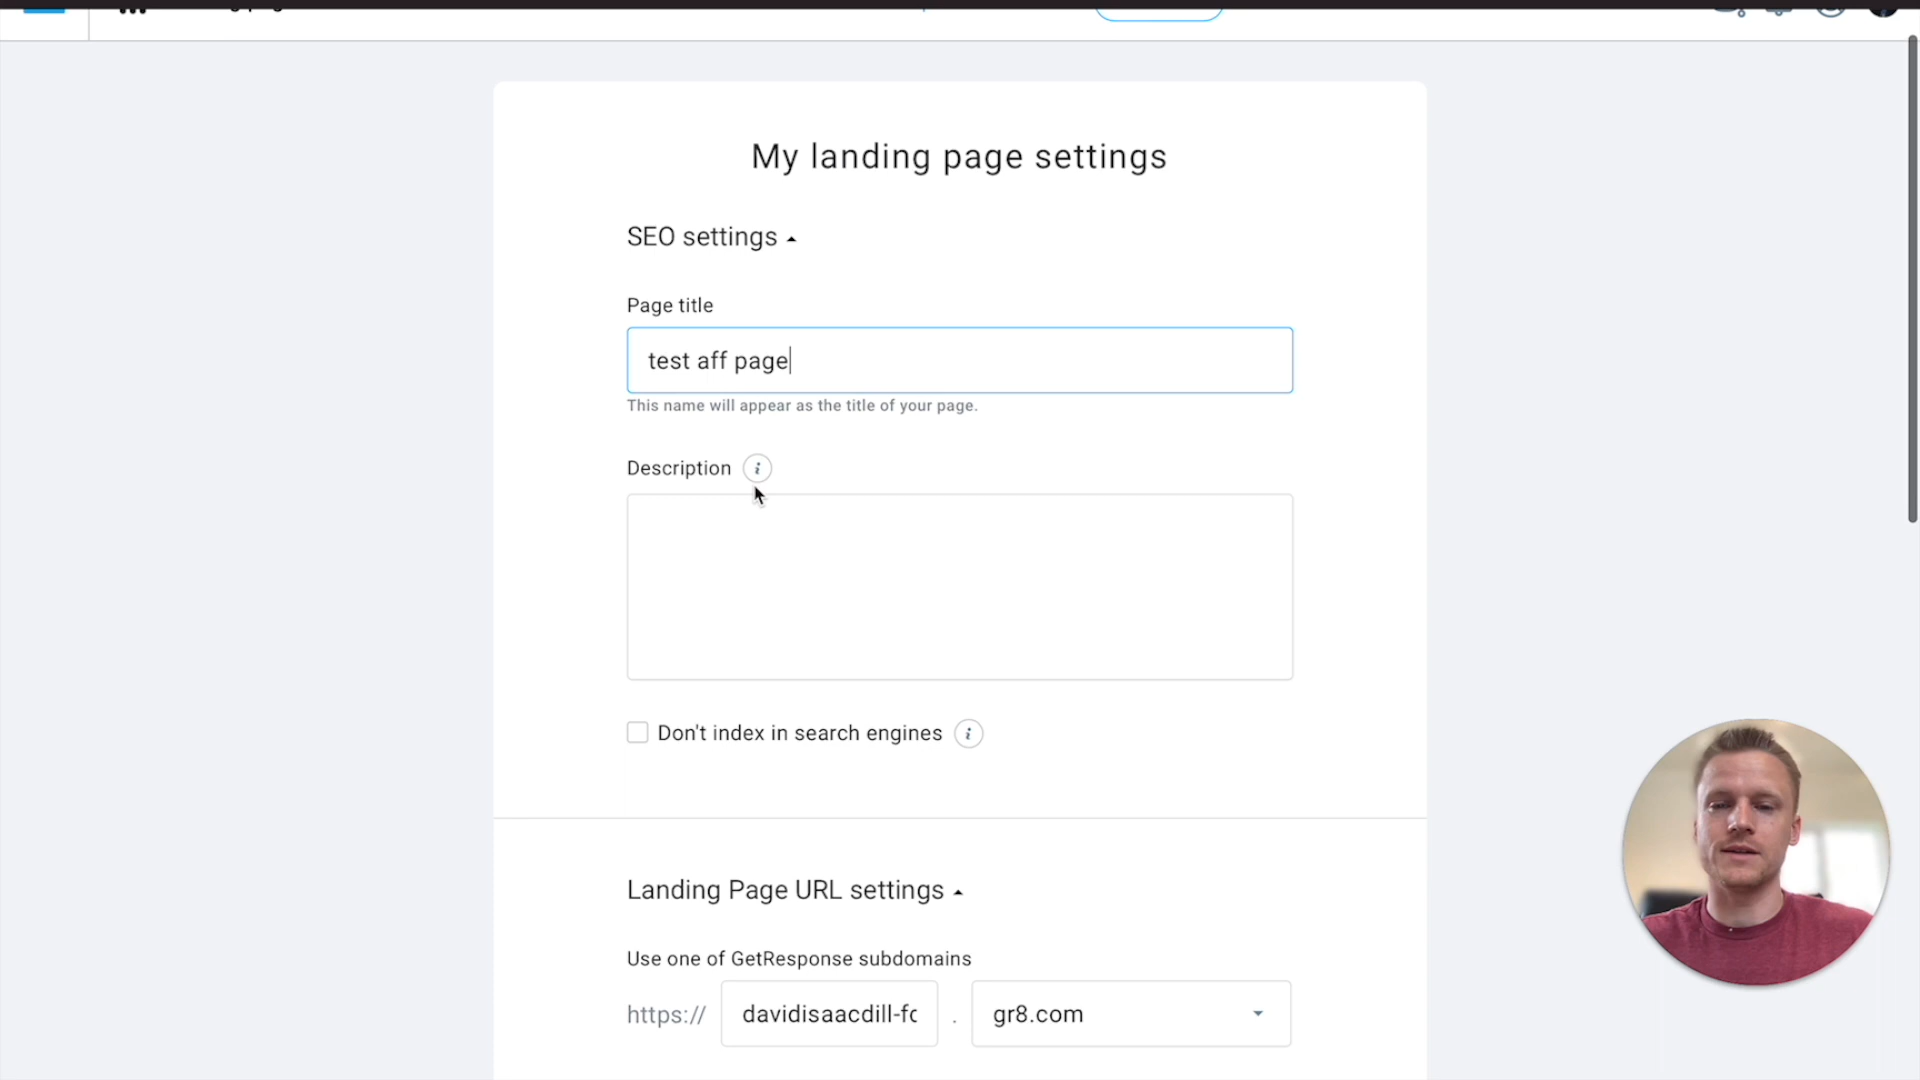 My landing page settings
SEO settings
Page title
test aff page
This name will appear as the title of your page.
Description
Don't index in search engines
Landing Page URL settings
Use one of GetResponse subdomains
https:// davidisaacdill-fc . gr8.com